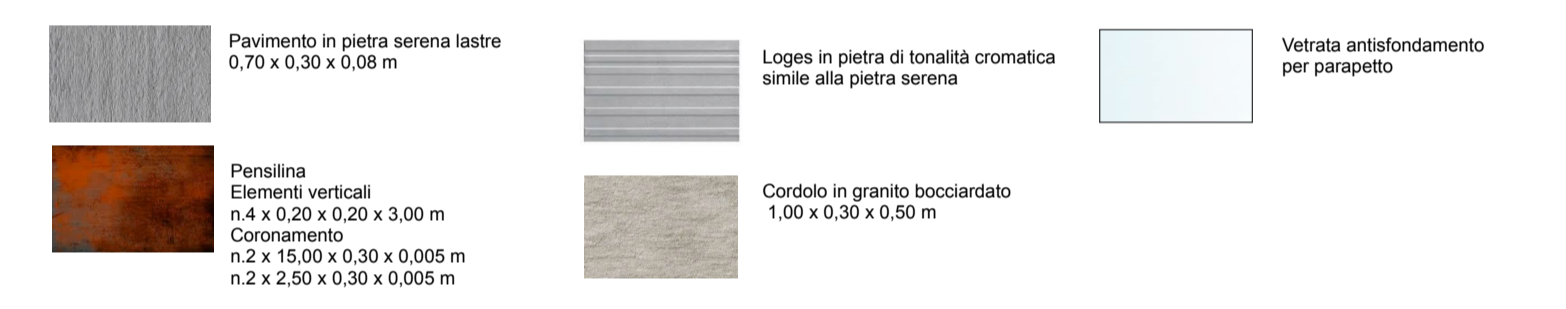 Pavimento in pietra serena lastre
0,70 x 0,30 x 0,08 m
Pensilina
Elementi verticali
n.4 x 0,20 x 0,20 x 3,00 m
Coronamento
n.2 x 15,00 x 0,30 x 0,005 m
n.2 x 2,50 x 0,30 x 0,005 m
Loges in pietra di tonalità cromatica
simile alla pietra serena
Cordolo in granito bocciardato
1,00 x 0,30 x 0,50 m
Vetrata antisfondamento
per parapetto